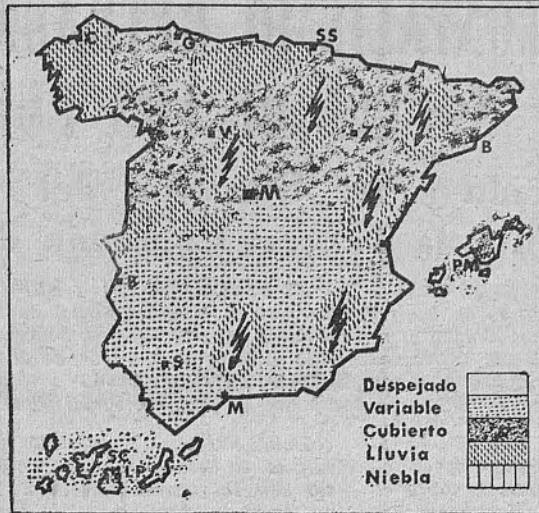 C
G
SS
V
Z
B
M
PM
B
S
M
SC
LP
Despejado
Variable
Cubierto
Lluvia
Niebla